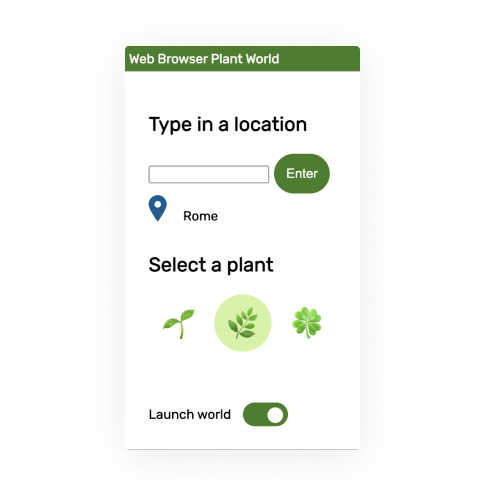 Web Browser Plant World
Type in a location
Enter
Rome
Select a plant
Launch world